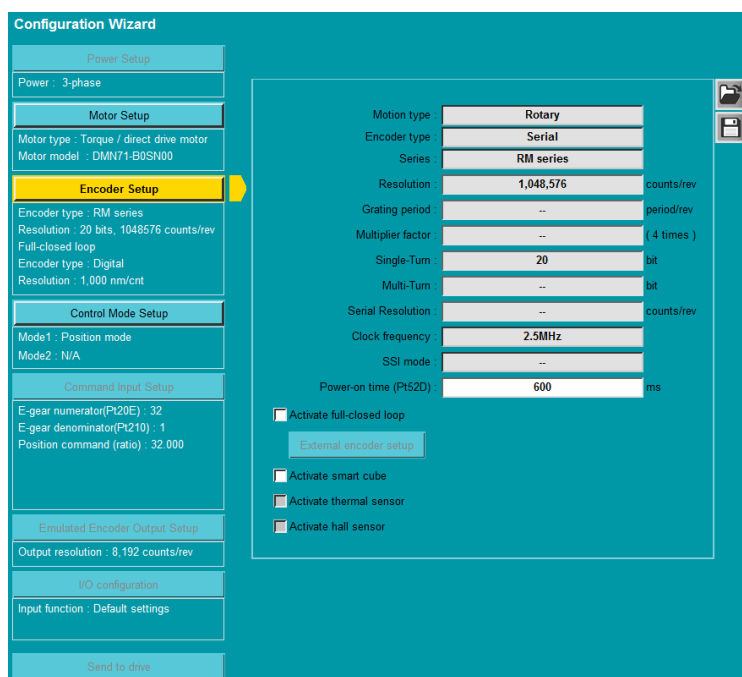 Configuration Wizard
Power Setup
Power : 3-phase
Motor Setup
Motor type : Torque / direct drive motor
Motor model : DMN71-B0SN00
Encoder Setup
Encoder type : RM series
Resolution : 20 bits, 1048576 counts/rev
Full-closed loop
Encoder type : Digital
Resolution : 1,000 nm/cnt
Control Mode Setup
Mode1 : Position mode
Mode2 : N/A
Command Input Setup
E-gear numerator(Pt20E) : 32
E-gear denominator(Pt210) : 1
Position command (ratio) : 32.000
Emulated Encoder Output Setup
Output resolution : 8,192 counts/rev
I/O configuration
Input function : Default settings
Send to drive
Motion type : Rotary
Encoder type : Serial
Series : RM series
Resolution : 1,048,576 counts/rev
Grating period : -- period/rev
Multiplier factor : -- ( 4 times )
Single-Turn : 20 bit
Multi-Turn : -- bit
Serial Resolution : -- counts/rev
Clock frequency : 2.5MHz
SSI mode : --
Power-on time (Pt52D) : 600 ms
Activate full-closed loop
External encoder setup
Activate smart cube
Activate thermal sensor
Activate hall sensor